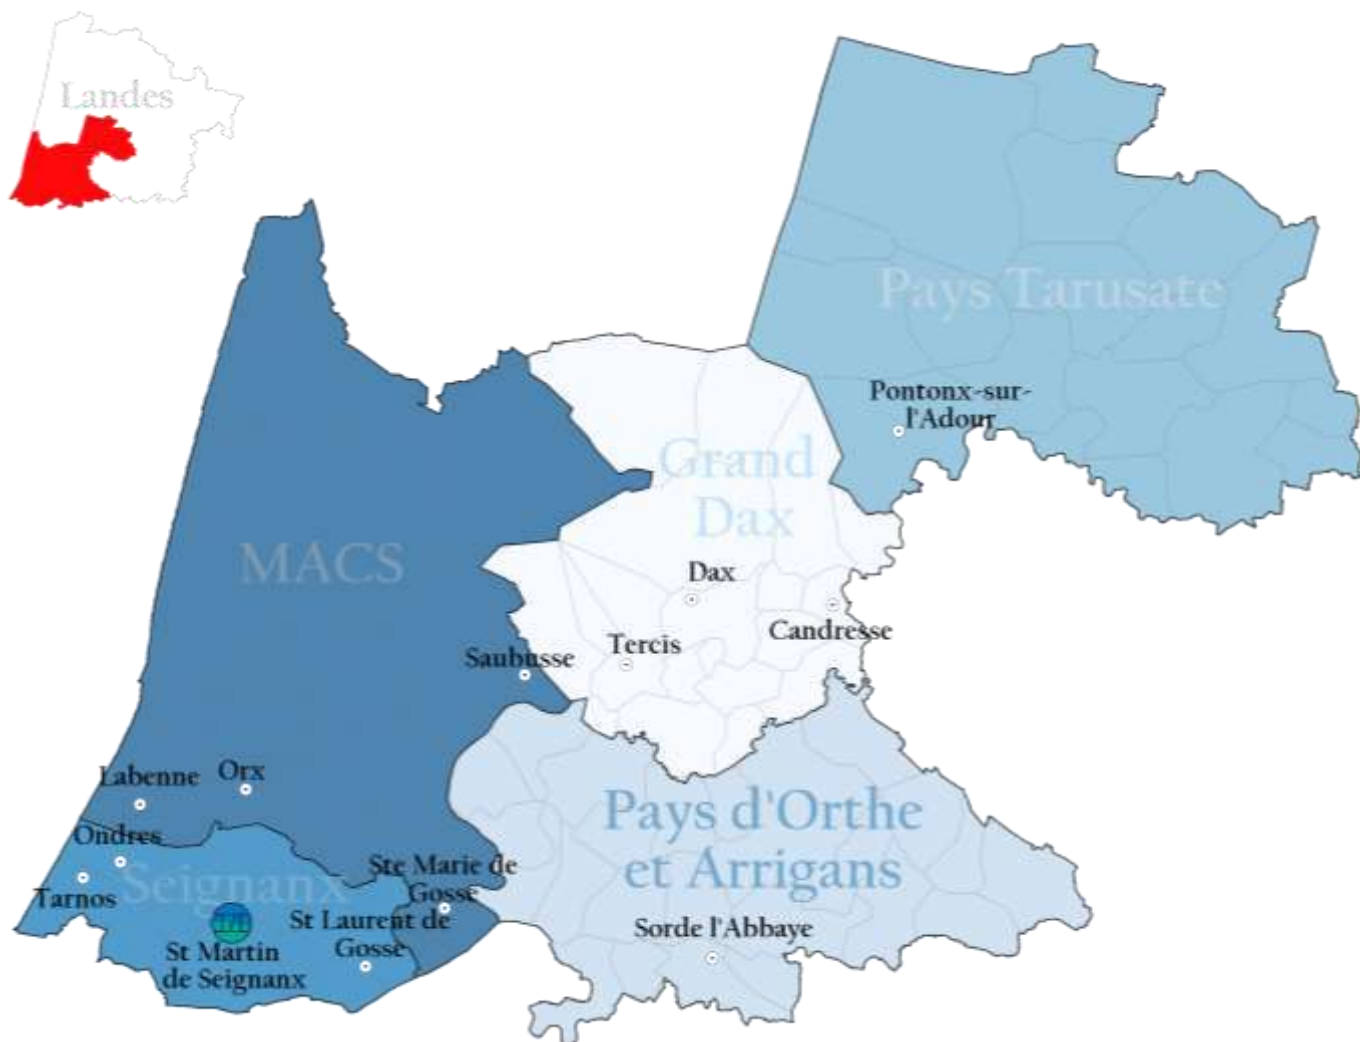 Landes
Pays Tarusate
Pontonx-sur-
l'Adour
Grand
Dax
MACS
Dax
Candresse
Tercis
Saubusse
Labenne
Orx
Pays d'Orthe
et Arrigans
Ondres
Seignanx
Tarnos
Ste Marie de
Gosse
St Laurent de
Gosse
Sorde l'Abbaye
St Martin
de Seignanx